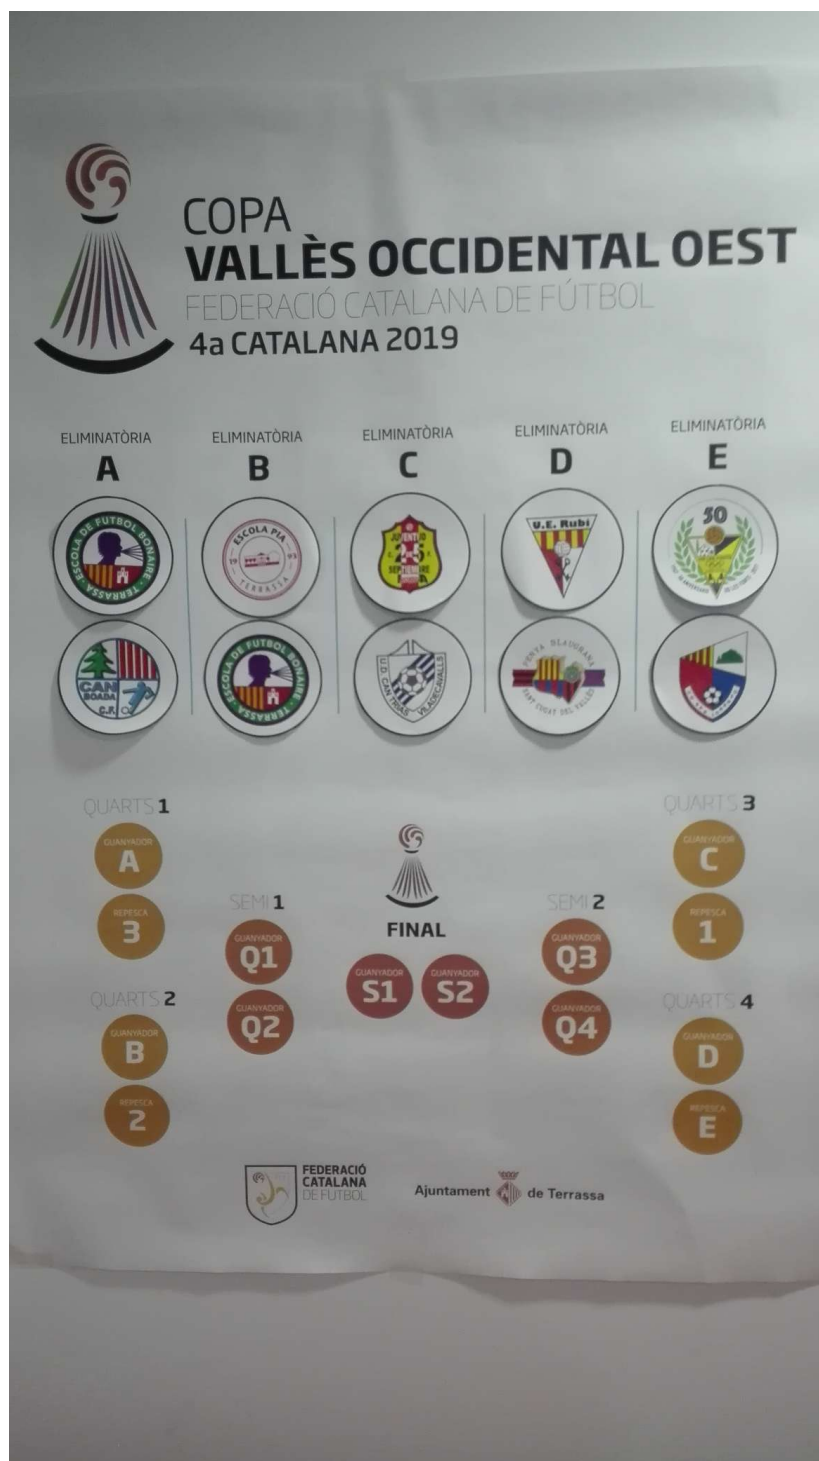 COPA
VALLÈS OCCIDENTAL OEST
FEDERACIÓ CATALANA DE FÚTBOL
4a CATALANA 2019
ELIMINATÒRIA
A
ELIMINATÒRIA
B
ELIMINATÒRIA
C
ELIMINATÒRIA
D
ELIMINATÒRIA
E
ESCOLA DE FUTBOL BONAIRE · TERRASSA ·
ESCOLA PIA
TERRASSA
JUVENTUD
25
SEPTIEMBRE
U.E. Rubí
50
CAN
BOADA
C.F.
ESCOLA DE FUTBOL BONAIRE · TERRASSA ·
U.D. CAN TRIAS VILADECAVALLS
PENYA BLAUGRANA
SANT CUGAT DEL VALLÈS
QUARTS 1
GUANYADOR
A
REPESCA
3
QUARTS 2
GUANYADOR
B
REPESCA
2
SEMI 1
GUANYADOR
Q1
GUANYADOR
Q2
FINAL
GUANYADOR
S1
GUANYADOR
S2
SEMI 2
GUANYADOR
Q3
GUANYADOR
Q4
QUARTS 3
GUANYADOR
C
REPESCA
1
QUARTS 4
GUANYADOR
D
REPESCA
E
FEDERACIÓ
CATALANA
DE FÚTBOL
Ajuntament de Terrassa